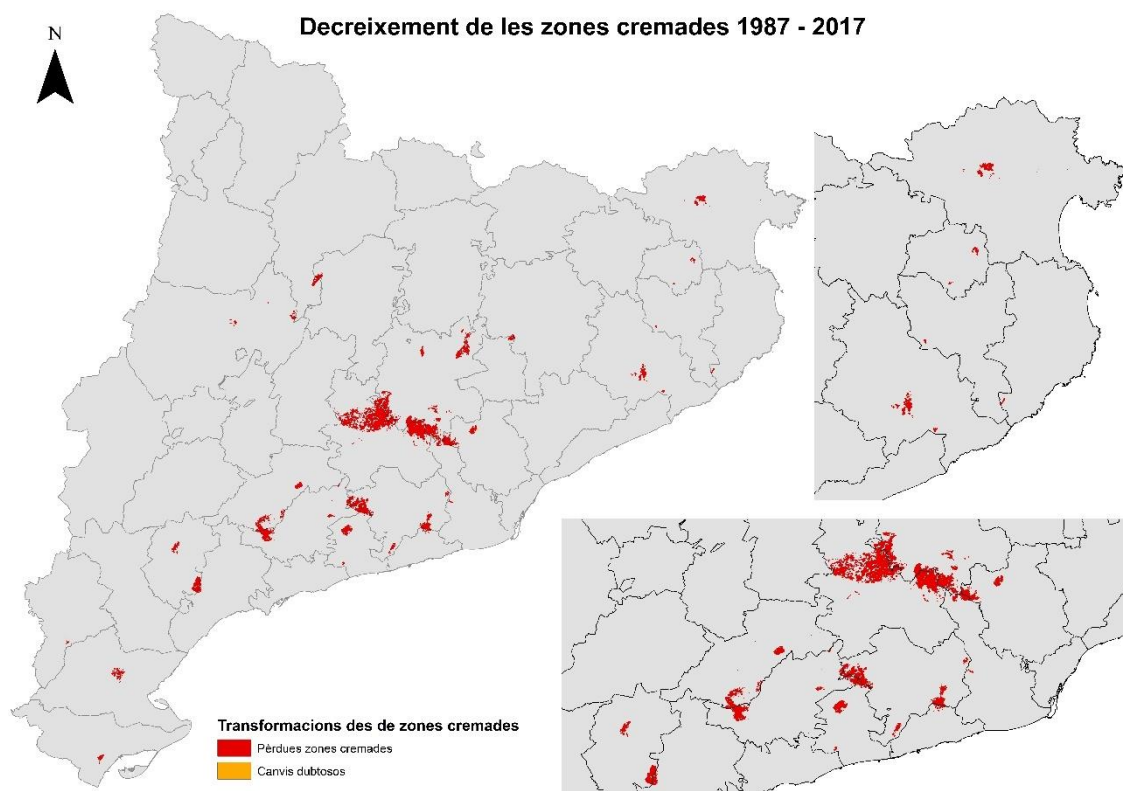 Decreixement de les zones cremades 1987 - 2017
N
Transformacions des de zones cremades
Pèrdues zones cremades
Canvis dubtosos